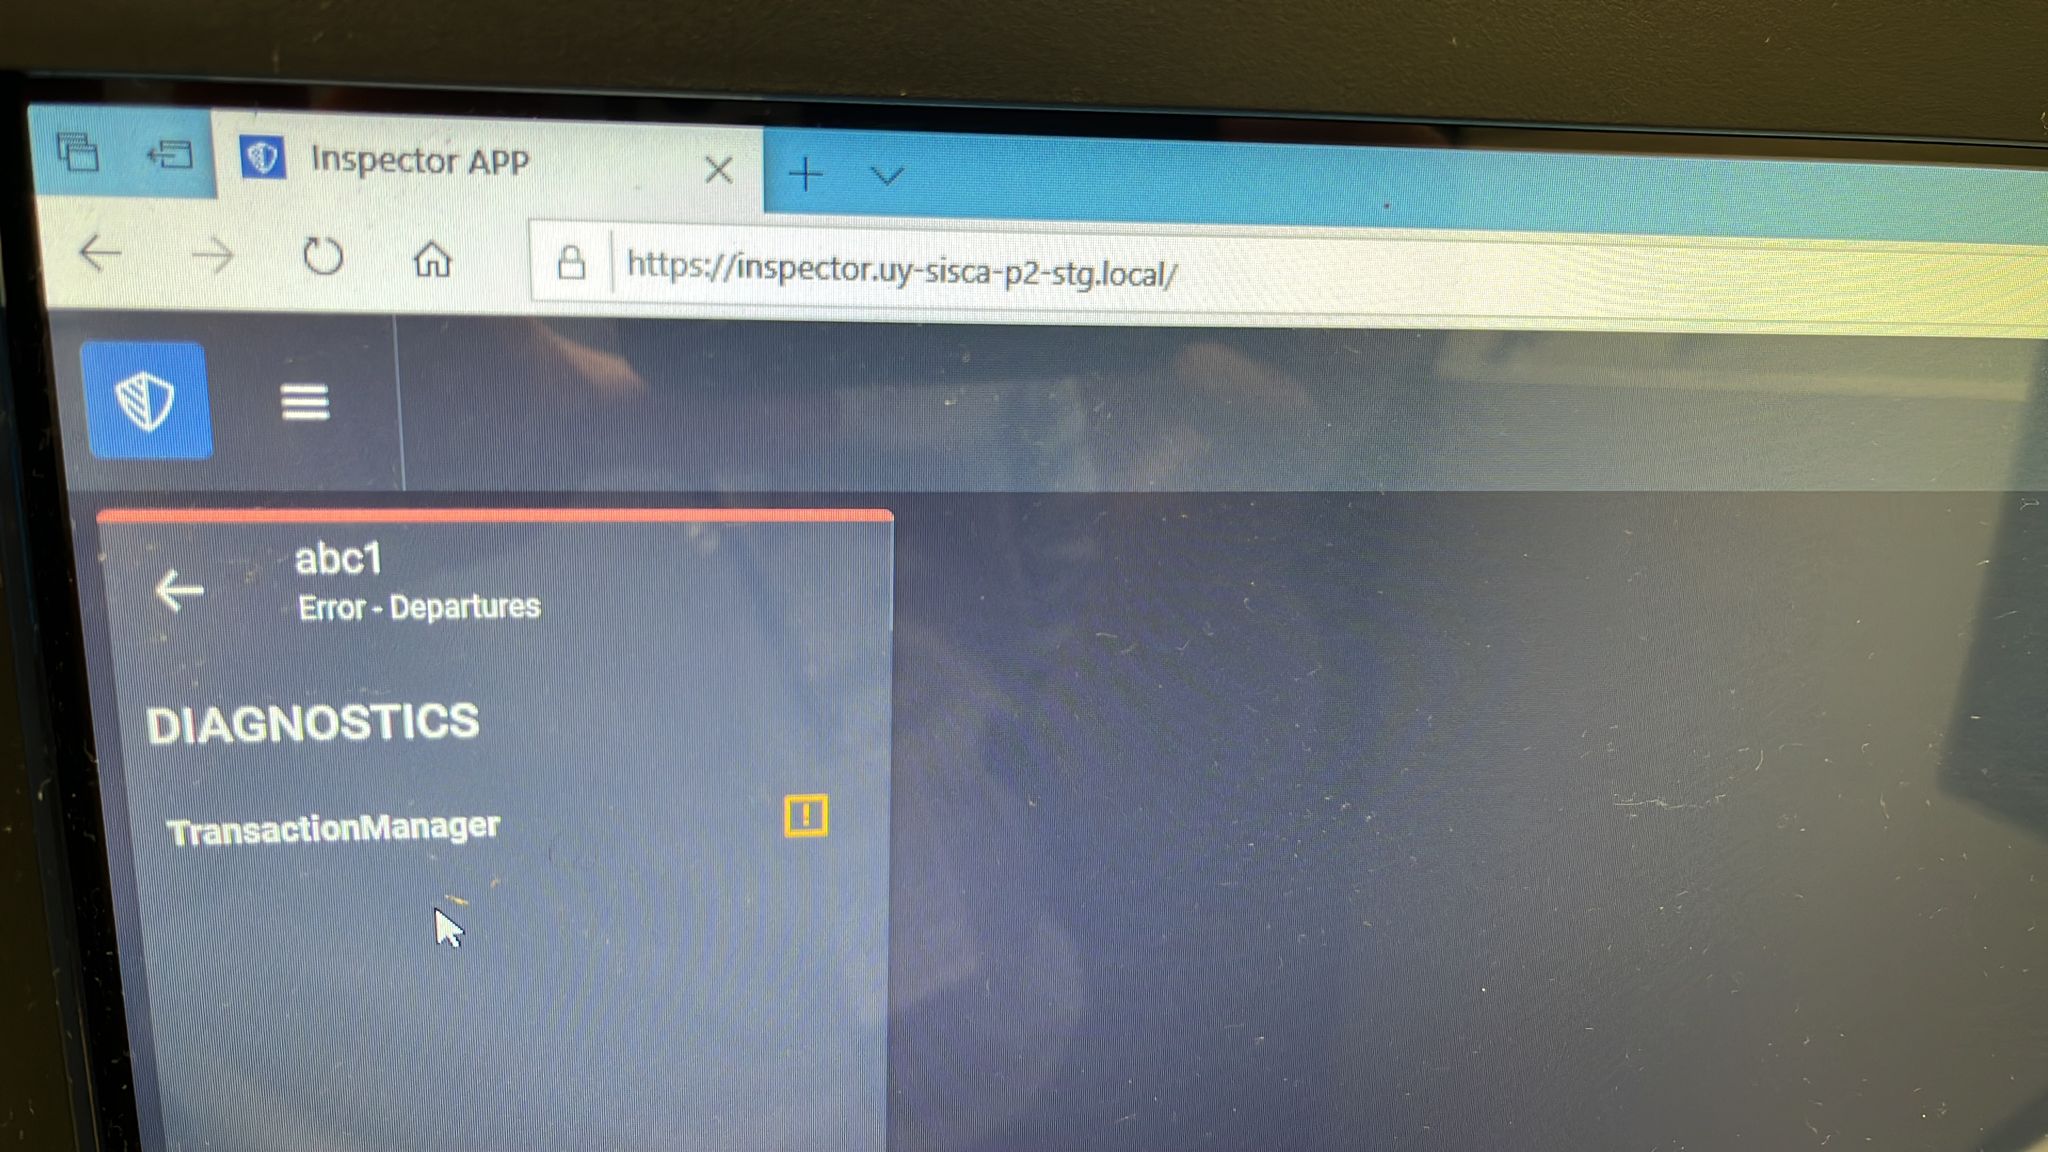 Inspector APP
https://inspector.uy-sisca-p2-stg.local/
abc1
Error - Departures
DIAGNOSTICS
TransactionManager